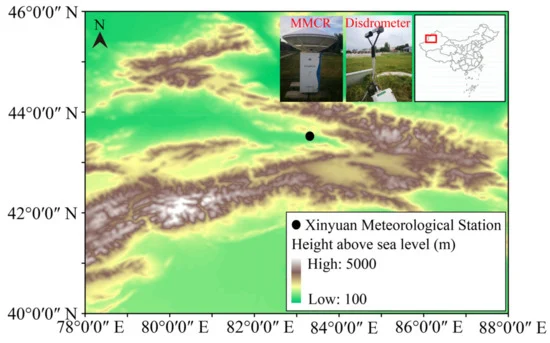 N
MMCR
Disdrometer
46°0′0″ N
44°0′0″ N
42°0′0″ N
40°0′0″ N
Xinyuan Meteorological Station
Height above sea level (m)
High: 5000
Low: 100
78°0′0″ E 80°0′0″ E 82°0′0″ E 84°0′0″ E 86°0′0″ E 88°0′0″ E